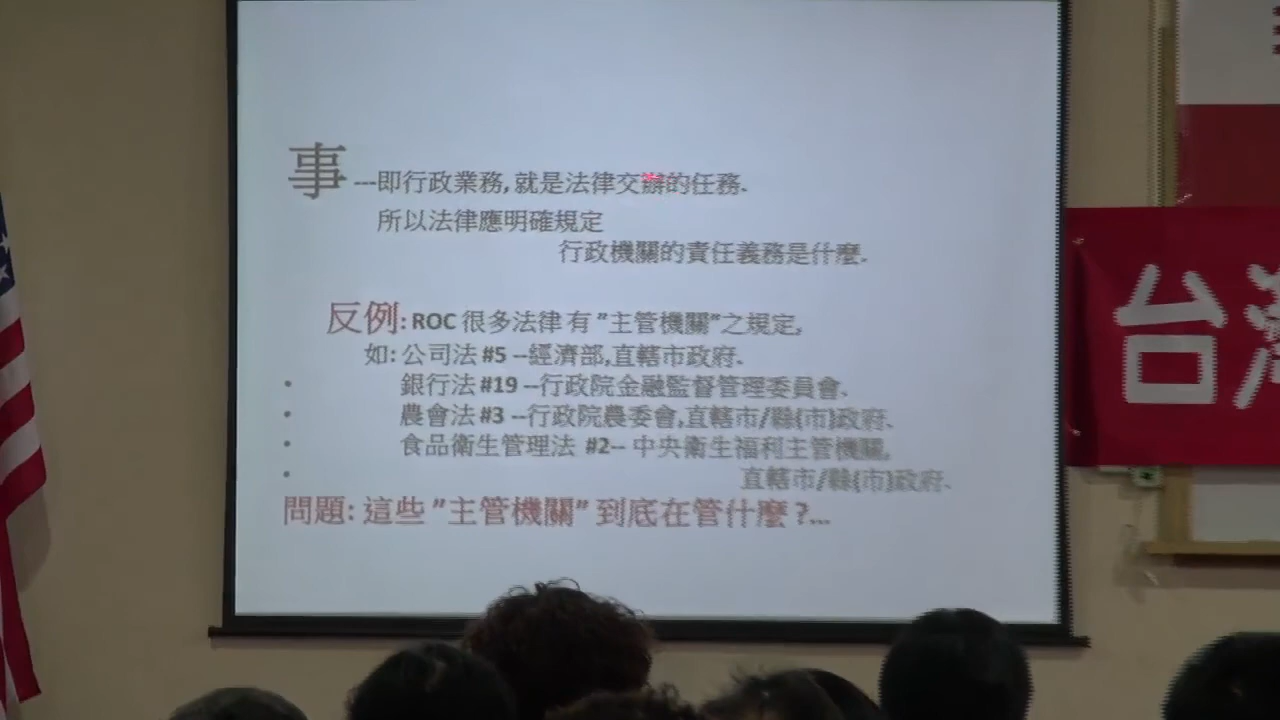 事 ---即行政業務, 就是法律交辦的任務.
所以法律應明確規定
行政機關的責任義務是什麼.
反例: ROC 很多法律 有 "主管機關"之規定,
如: 公司法 #5 --經濟部,直轄市政府.
• 銀行法 #19 --行政院金融監督管理委員會.
• 農會法 #3 --行政院農委會,直轄市/縣(市)政府.
• 食品衛生管理法 #2-- 中央衛生福利主管機關,
• 直轄市/縣(市)政府.
問題: 這些 "主管機關" 到底在管什麼 ?...
台灣